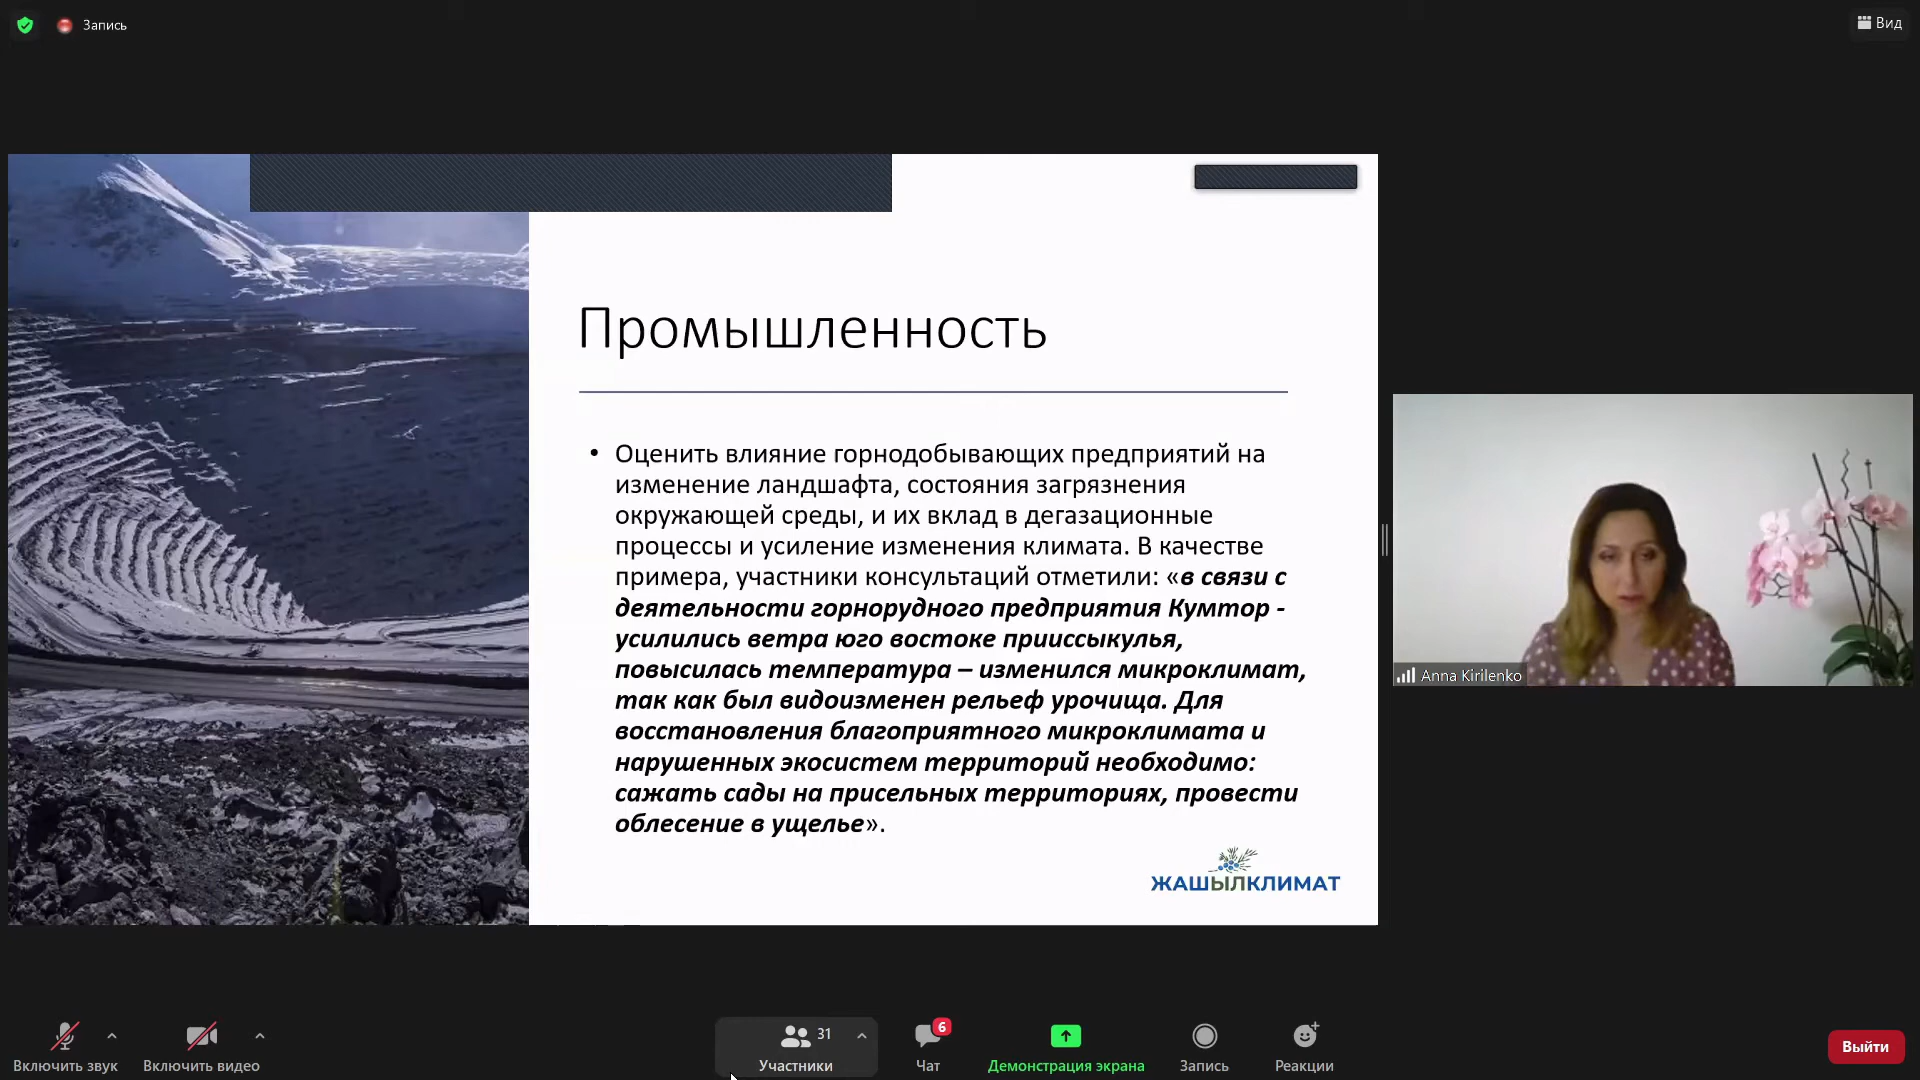 Запись
Вид
Промышленность
• Оценить влияние горнодобывающих предприятий на
изменение ландшафта, состояния загрязнения
окружающей среды, и их вклад в дегазационные
процессы и усиление изменения климата. В качестве
примера, участники консультаций отметили: «в связи с
деятельности горнорудного предприятия Кумтор -
усилились ветра юго востоке прииссыкулья,
повысилась температура – изменился микроклимат,
так как был видоизменен рельеф урочища. Для
восстановления благоприятного микроклимата и
нарушенных экосистем территорий необходимо:
сажать сады на присельных территориях, провести
облесение в ущелье».
ЖАШЫЛКЛИМАТ
Anna Kirilenko
Включить звук
Включить видео
31
Участники
6
Чат
Демонстрация экрана
Запись
Реакции
Выйти